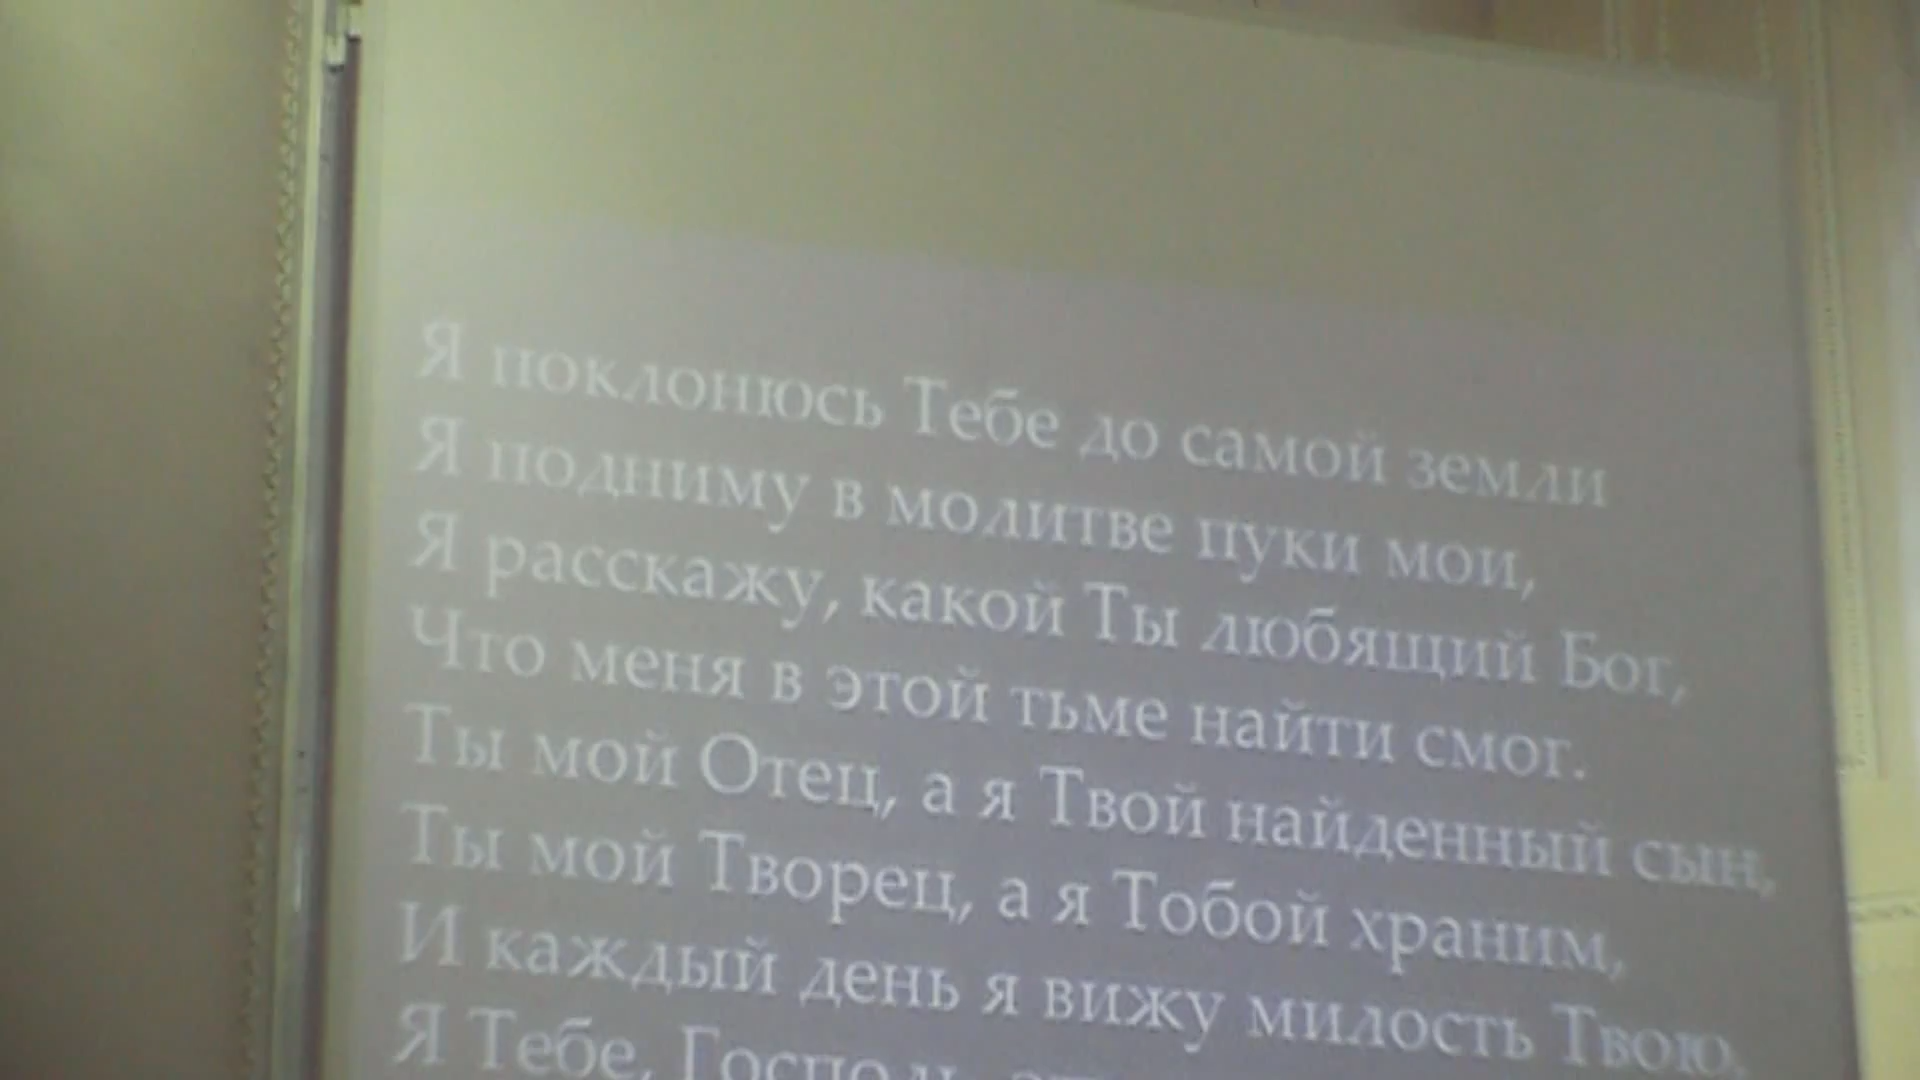 Я поклонюсь Тебе до самой земли
Я подниму в молитве пуки мои,
Я расскажу, какой Ты любящий Бог,
Что меня в этой тьме найти смог.
Ты мой Отец, а я Твой найденный сын,
Ты мой Творец, а я Тобой храним,
И каждый день я вижу милость Твою,
Я Тебе, Господь